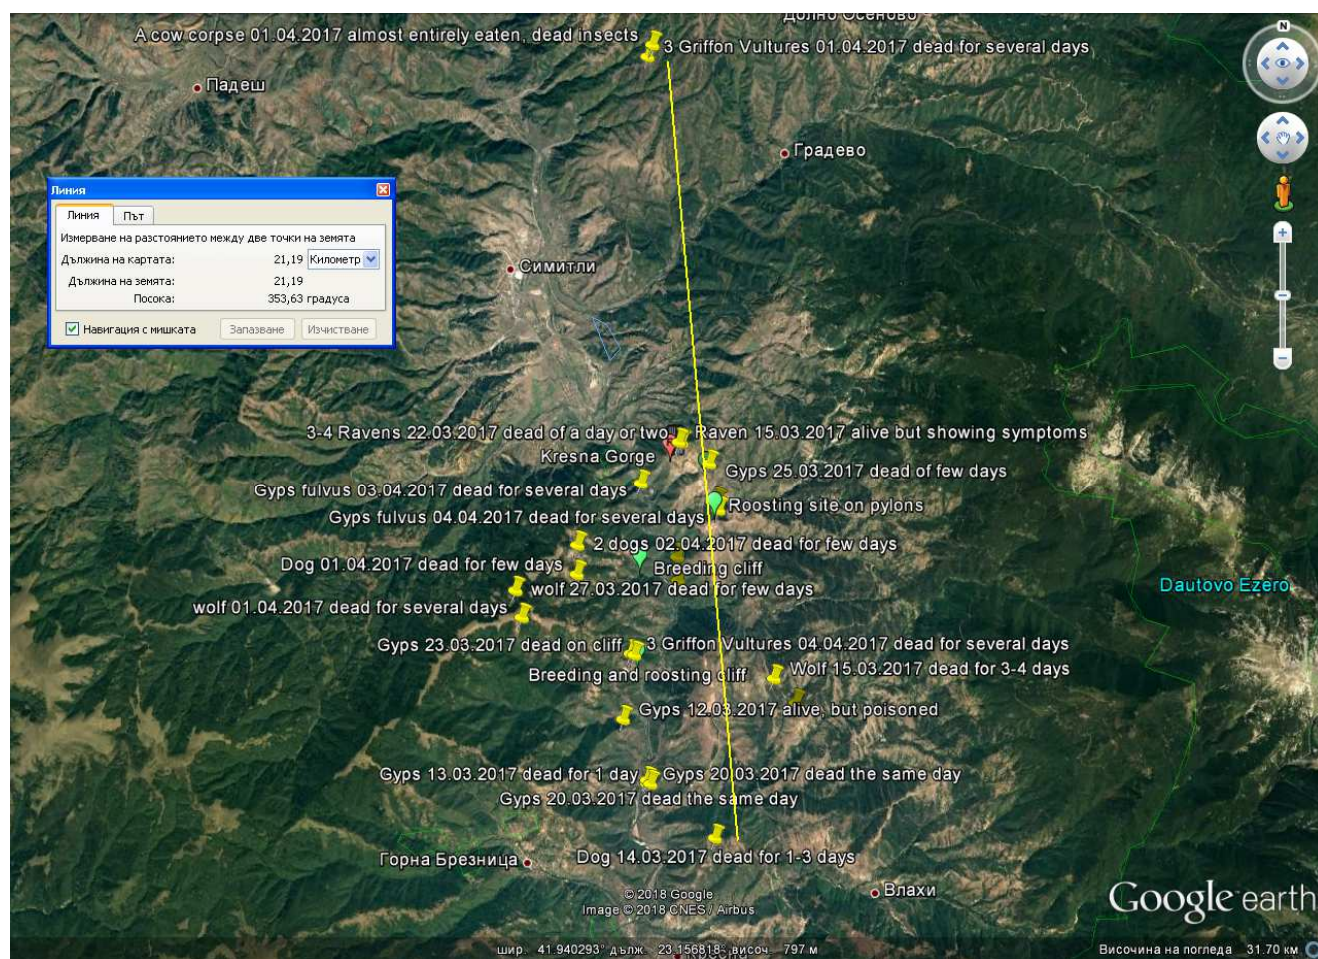 Долно Осеново
A cow corpse 01.04.2017 almost entirely eaten, dead insects
3 Griffon Vultures 01.04.2017 dead for several days
N
Падеш
Градево
Линия
Линия Път
Измерване на разстоянието между две точки на земята
Дължина на картата: 21,19 Километр
Дължина на земята: 21,19
Посока: 353,63 градуса
Навигация с мишката Запазване Изчистване
Симитли
3-4 Ravens 22.03.2017 dead of a day or two
Raven 15.03.2017 alive but showing symptoms
Kresna Gorge
Gyps 25.03.2017 dead of few days
Gyps fulvus 03.04.2017 dead for several days
Roosting site on pylons
Gyps fulvus 04.04.2017 dead for several days
2 dogs 02.04.2017 dead for few days
Dog 01.04.2017 dead for few days
Breeding cliff
wolf 27.03.2017 dead for few days
Dautovo Ezero
wolf 01.04.2017 dead for several days
Gyps 23.03.2017 dead on cliff
3 Griffon Vultures 04.04.2017 dead for several days
Breeding and roosting cliff
Wolf 15.03.2017 dead for 3-4 days
Gyps 12.03.2017 alive, but poisoned
Gyps 13.03.2017 dead for 1 day
Gyps 20.03.2017 dead the same day
Gyps 20.03.2017 dead the same day
Горна Брезница
Dog 14.03.2017 dead for 1-3 days
Влахи
© 2018 Google
Image © 2018 CNES / Airbus
Google earth
шир. 41.940293° дълж. 23.156818° височ. 797 м
Височина на погледа 31.70 км